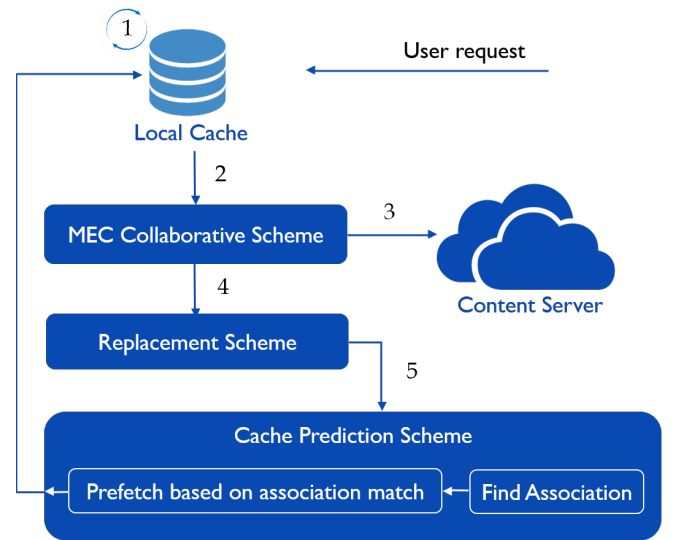 1
User request
Local Cache
2
MEC Collaborative Scheme
3
Content Server
4
Replacement Scheme
5
Cache Prediction Scheme
Prefetch based on association match
Find Association